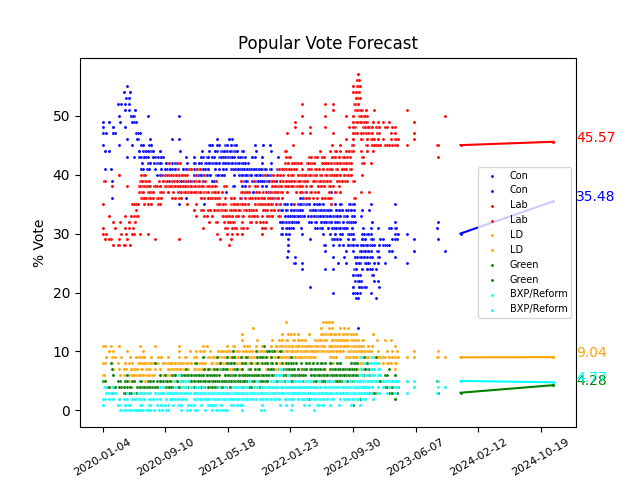 Popular Vote Forecast
% Vote
50
40
30
20
10
0
2020-01-04
2020-09-10
2021-05-18
2022-01-23
2022-09-30
2023-06-07
2024-02-12
2024-10-19
Con
Con
Lab
Lab
LD
LD
Green
Green
BXP/Reform
BXP/Reform
45.57
35.48
9.04
4.28